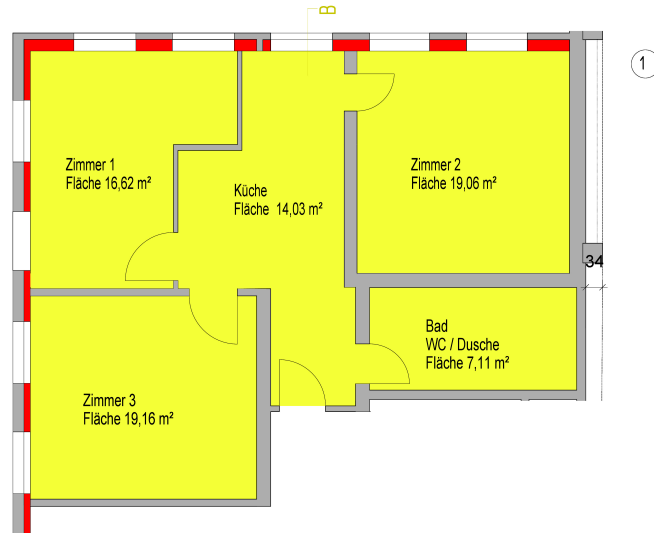 B
1
Zimmer 1
Fläche 16,62 m²
Zimmer 2
Fläche 19,06 m²
Küche
Fläche 14,03 m²
34
Bad
WC / Dusche
Fläche 7,11 m²
Zimmer 3
Fläche 19,16 m²